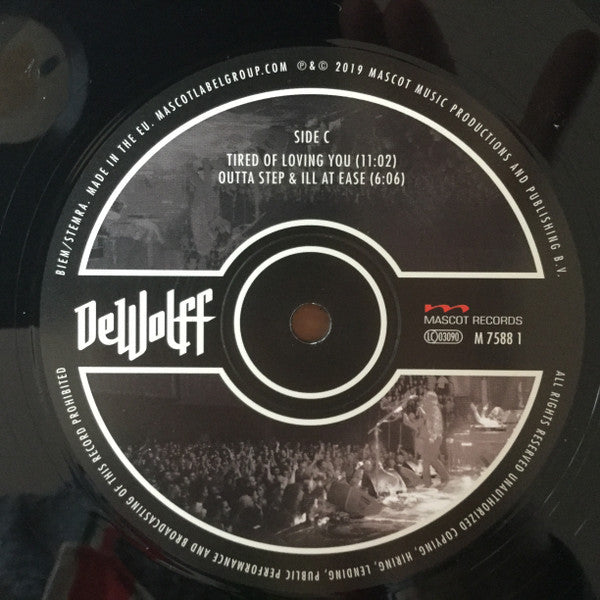 BIEM/STEMRA. MADE IN THE EU. MASCOTLABELGROUP.COM ℗ & © 2019 MASCOT MUSIC PRODUCTIONS AND PUBLISHING B.V.
SIDE C
TIRED OF LOVING YOU (11:02)
OUTTA STEP & ILL AT EASE (6:06)
DeWolff
m
MASCOT RECORDS
LC 03090 M 7588 1
ALL RIGHTS RESERVED UNAUTHORIZED COPYING, HIRING, LENDING, PUBLIC PERFORMANCE AND BROADCASTING OF THIS RECORD PROHIBITED